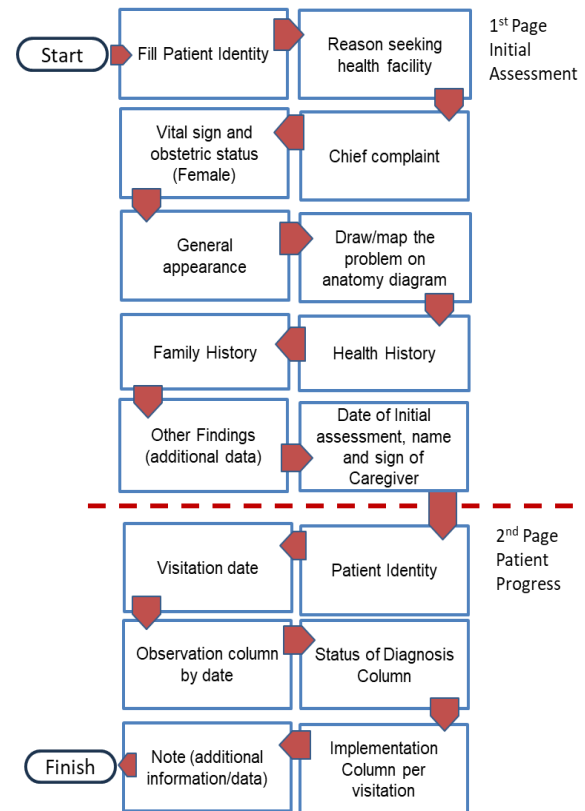 Start
Fill Patient Identity
Reason seeking
health facility
1st Page
Initial
Assessment
Vital sign and
obstetric status
(Female)
Chief complaint
General
appearance
Draw/map the
problem on
anatomy diagram
Family History
Health History
Other Findings
(additional data)
Date of Initial
assessment, name
and sign of
Caregiver
2nd Page
Patient
Progress
Visitation date
Patient Identity
Observation column
by date
Status of Diagnosis
Column
Finish
Note (additional
information/data)
Implementation
Column per
visitation